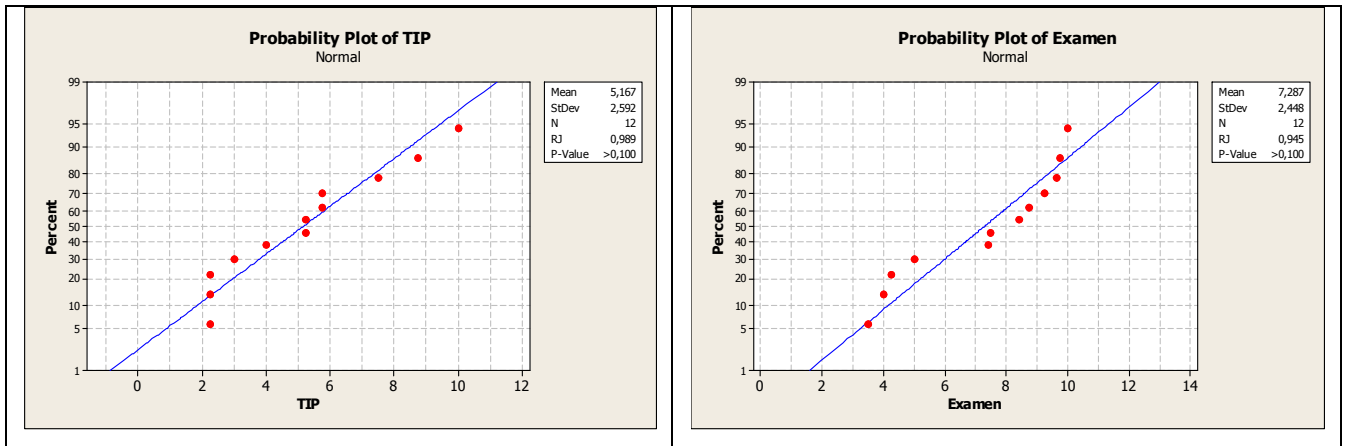 Probability Plot of TIP
Normal
99
95
90
80
70
60
50
40
30
20
10
5
1
Percent
0 2 4 6 8 10 12
TIP
Mean 5,167
StDev 2,592
N 12
RJ 0,989
P-Value >0,100
Probability Plot of Examen
Normal
99
95
90
80
70
60
50
40
30
20
10
5
1
Percent
0 2 4 6 8 10 12 14
Examen
Mean 7,287
StDev 2,448
N 12
RJ 0,945
P-Value >0,100